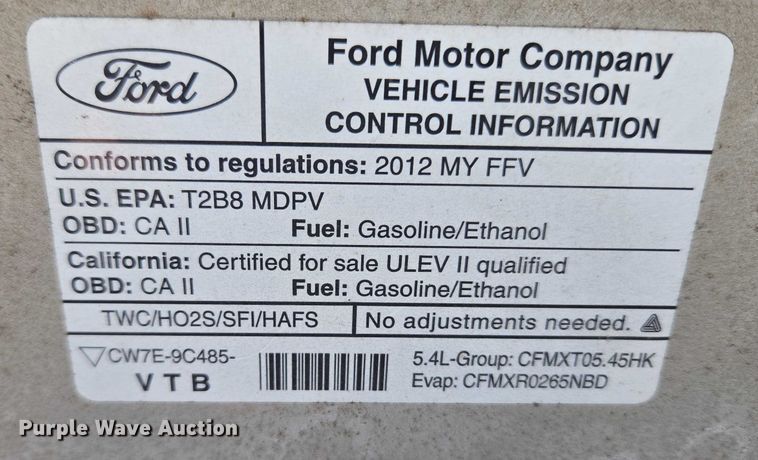 Ford
Ford Motor Company
VEHICLE EMISSION
CONTROL INFORMATION
Conforms to regulations: 2012 MY FFV
U.S. EPA: T2B8 MDPV
OBD: CA II Fuel: Gasoline/Ethanol
California: Certified for sale ULEV II qualified
OBD: CA II Fuel: Gasoline/Ethanol
TWC/HO2S/SFI/HAFS No adjustments needed.
CW7E-9C485- 5.4L-Group: CFMXT05.45HK
VTB Evap: CFMXR0265NBD
Purple Wave Auction